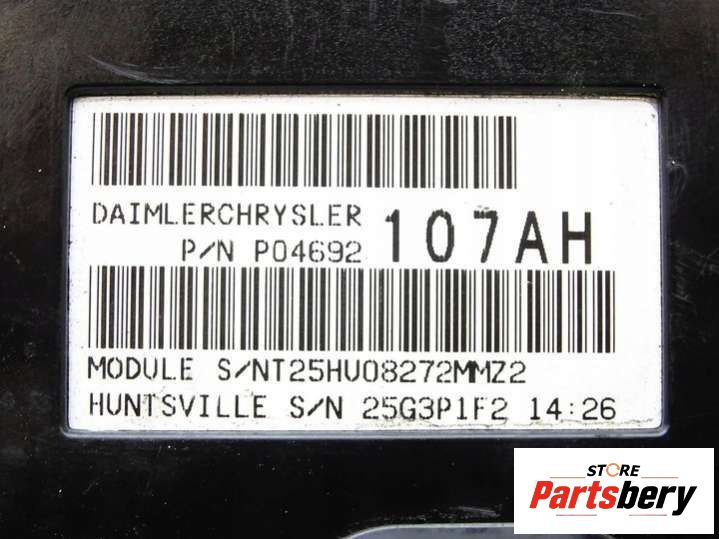 DAIMLERCHRYSLER
P/N P04692 107AH
MODULE S/NT25HU08272MMZ2
HUNTSVILLE S/N 25G3P1F2 14:26
STORE
Partsbery